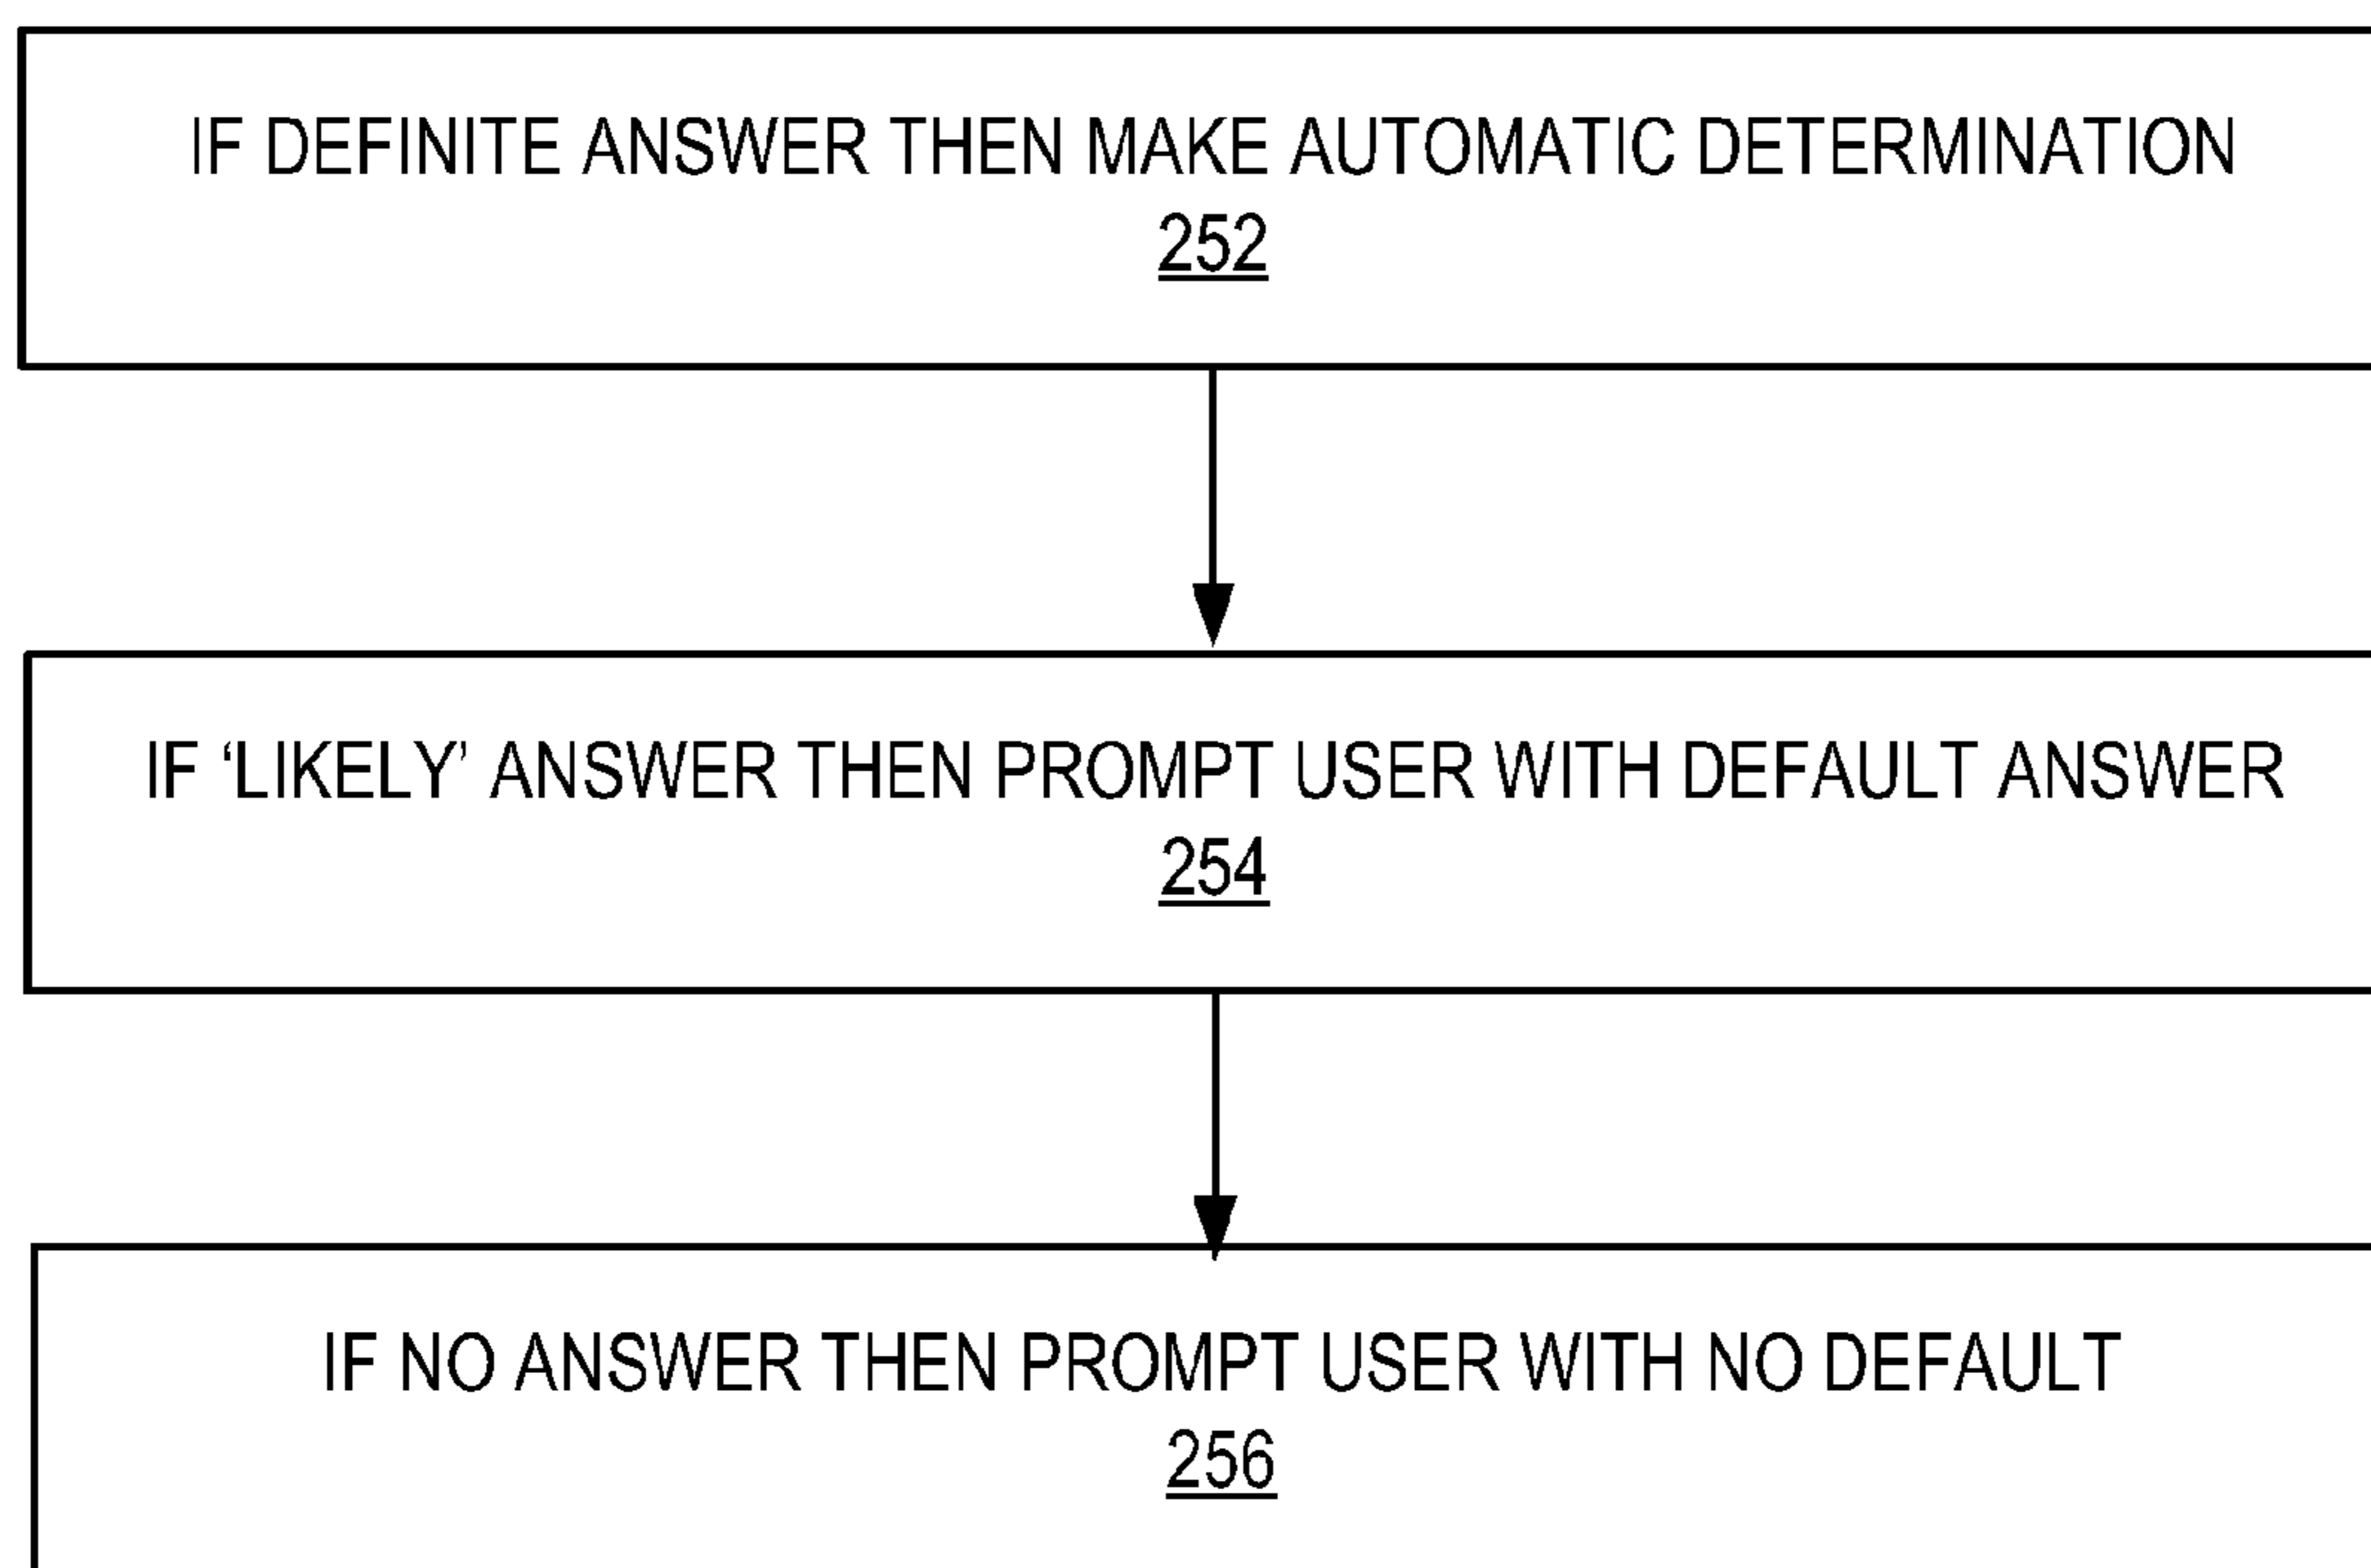 IF DEFINITE ANSWER THEN MAKE AUTOMATIC DETERMINATION
252
IF ‘LIKELY’ ANSWER THEN PROMPT USER WITH DEFAULT ANSWER
254
IF NO ANSWER THEN PROMPT USER WITH NO DEFAULT
256